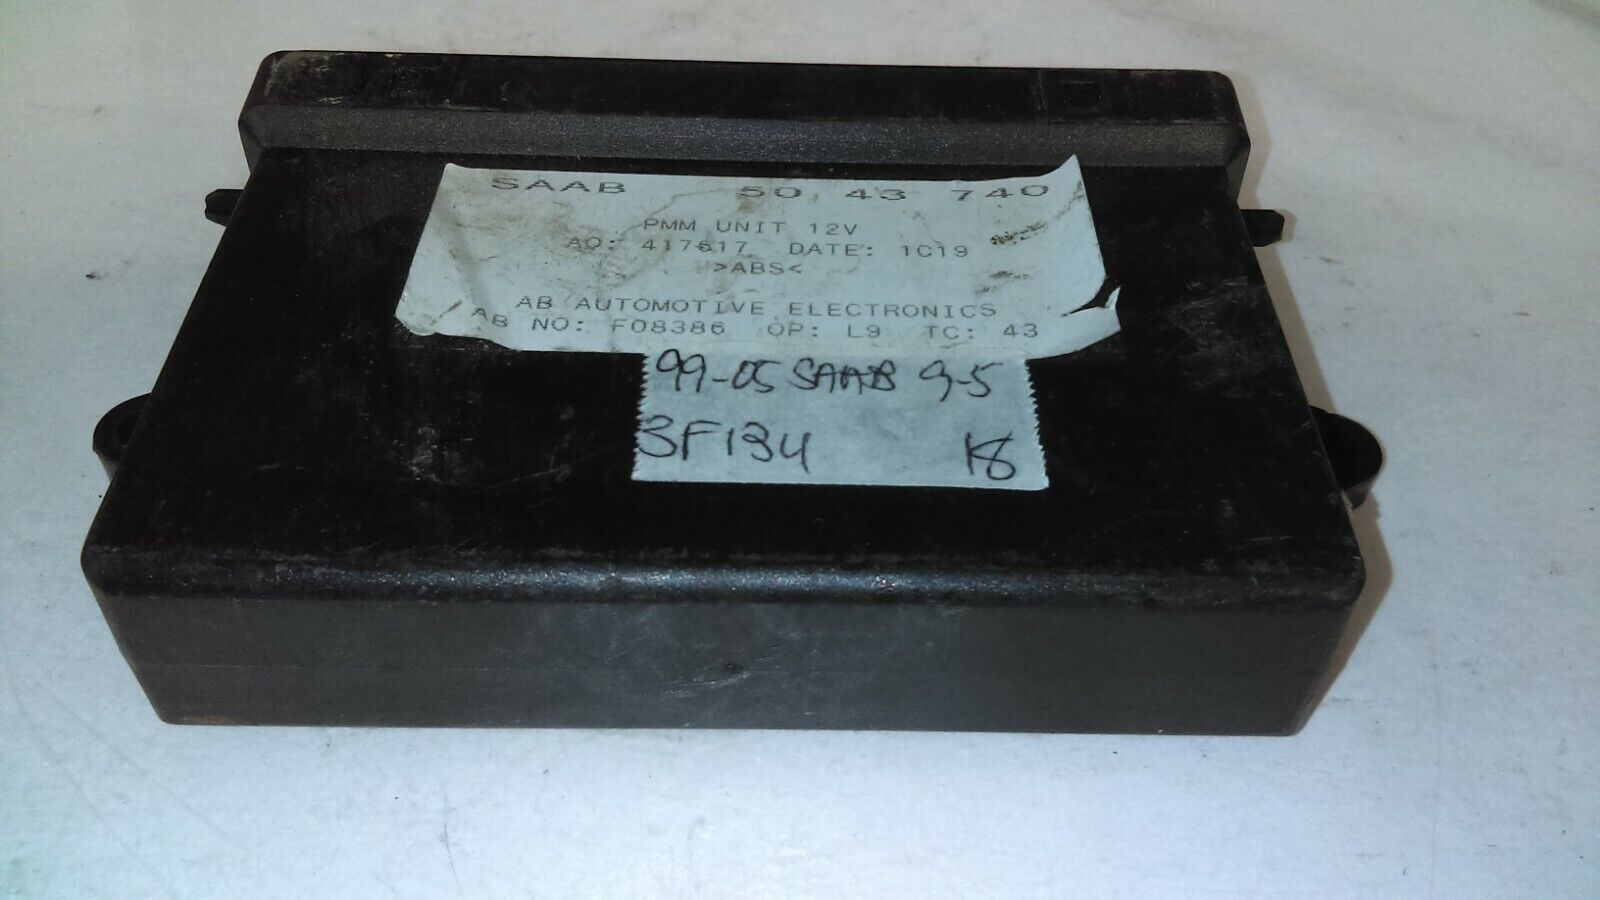 SAAB 50 43 740
PMM UNIT 12V
AO: 417617 DATE: 1C19
>ABS<
AB AUTOMOTIVE ELECTRONICS
AB NO: F08386 OP: L9 TC: 43
99-05 SAAB 9-5
3F134 K8